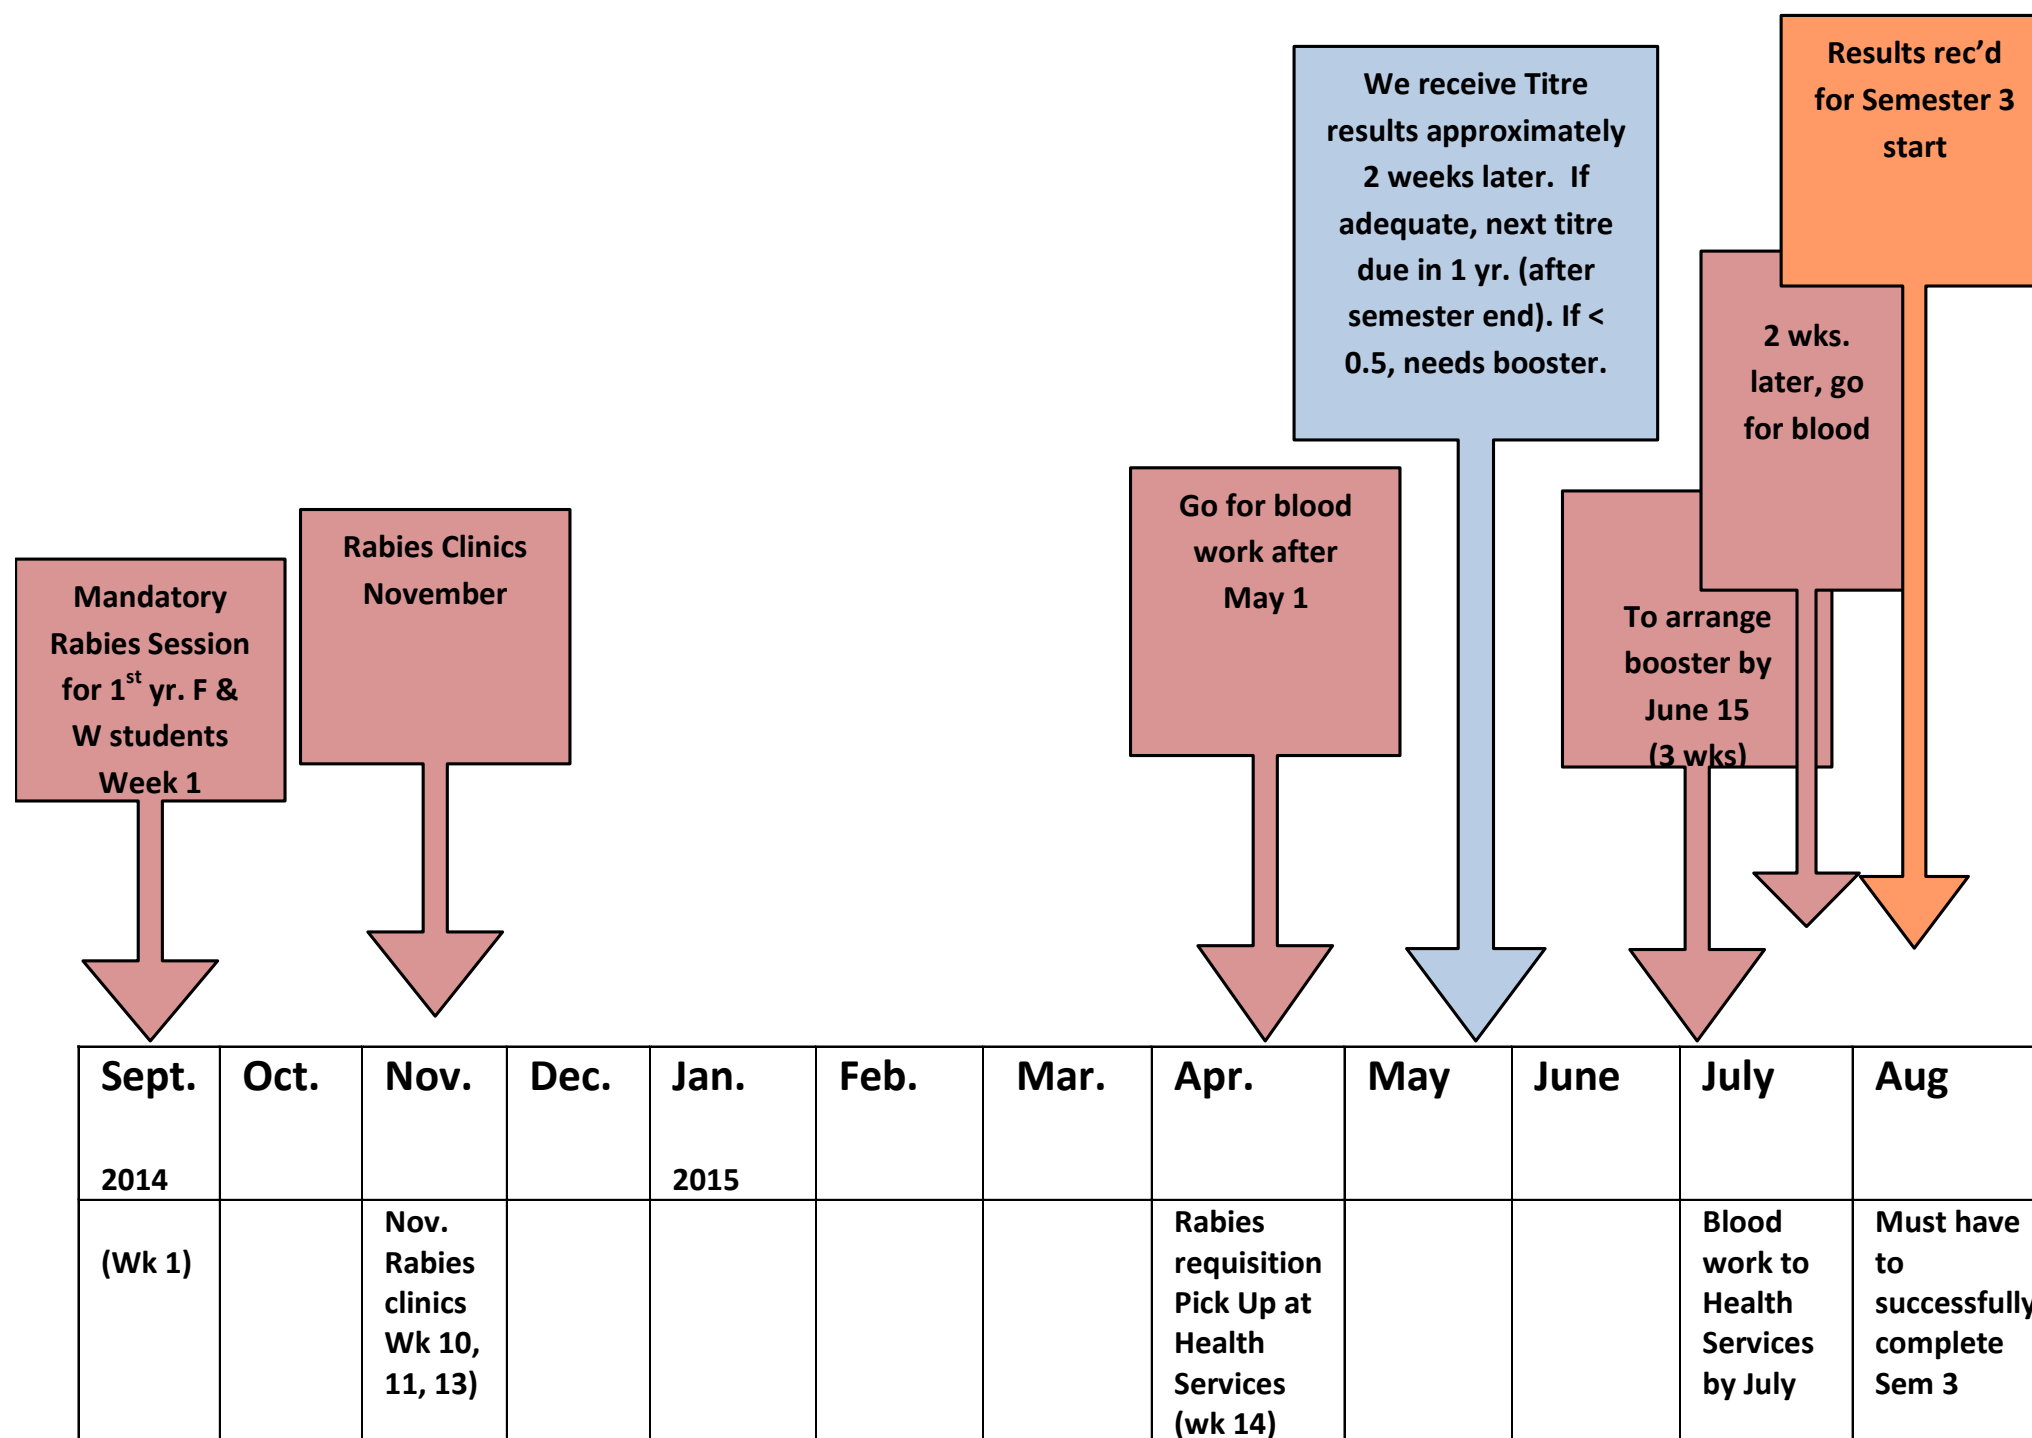 Results rec’d
for Semester 3
start
We receive Titre
results approximately
2 weeks later.  If
adequate, next titre
due in 1 yr. (after
semester end). If <
0.5, needs booster.
2 wks.
later, go
for blood
Go for blood
work after
May 1
Rabies Clinics
November
Mandatory
Rabies Session
for 1st yr. F &
W students
Week 1
To arrange
booster by
June 15
(3 wks)
Sept. Oct. Nov. Dec. Jan. Feb. Mar. Apr. May June July Aug
2014 2015
(Wk 1)
Nov.
Rabies
clinics
Wk 10,
11, 13)
Rabies
requisition
Pick Up at
Health
Services
(wk 14)
Blood
work to
Health
Services
by July
Must have
to
successfully
complete
Sem 3